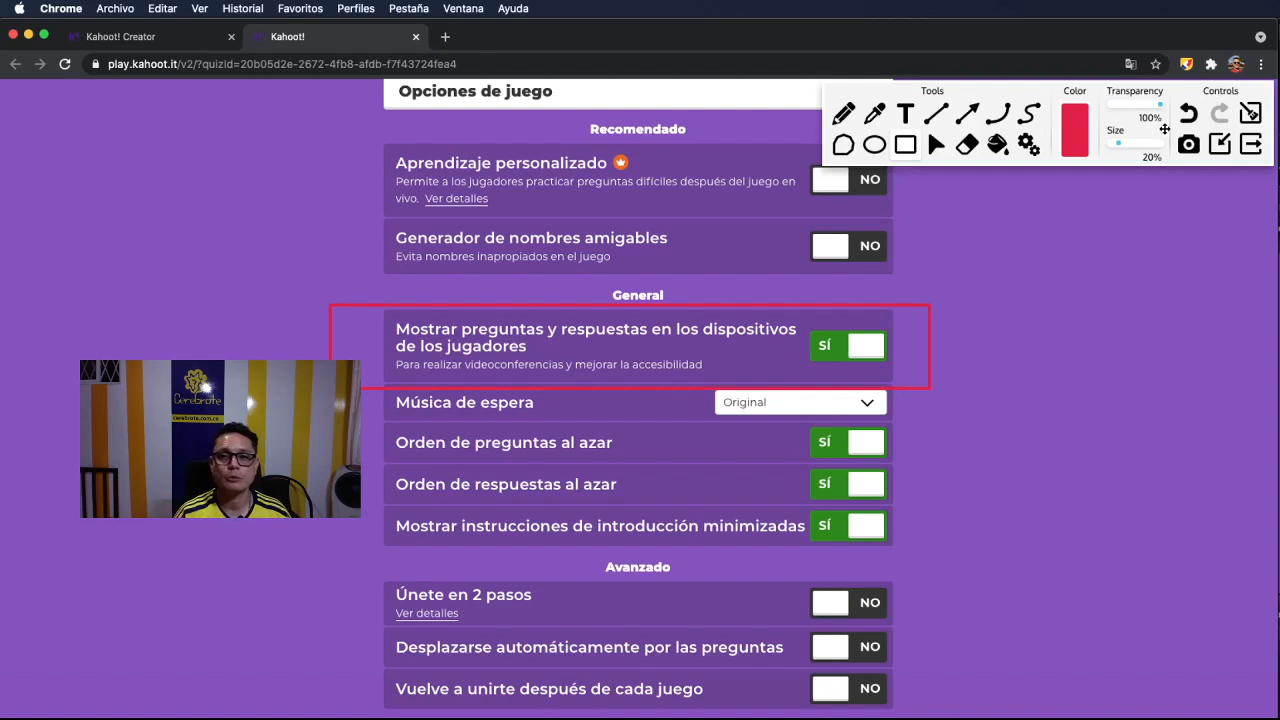 Chrome Archivo Editar Ver Historial Favoritos Perfiles Pestaña Ventana Ayuda
Kahoot! Creator
Kahoot!
play.kahoot.it/v2/?quizId=20b05d2e-2672-4fb8-afdb-f7f43724fea4
Tools Color Transparency Controls
100%
Size
20%
Opciones de juego
Recomendado
Aprendizaje personalizado
Permite a los jugadores practicar preguntas difíciles después del juego en
vivo. Ver detalles
NO
Generador de nombres amigables
Evita nombres inapropiados en el juego
NO
General
Mostrar preguntas y respuestas en los dispositivos
de los jugadores
Para realizar videoconferencias y mejorar la accesibilidad
SÍ
Música de espera
Original
Orden de preguntas al azar
SÍ
Orden de respuestas al azar
SÍ
Mostrar instrucciones de introducción minimizadas
SÍ
Avanzado
Únete en 2 pasos
Ver detalles
NO
Desplazarse automáticamente por las preguntas
NO
Vuelve a unirte después de cada juego
NO
Cerebrote
cerebrote.com.co